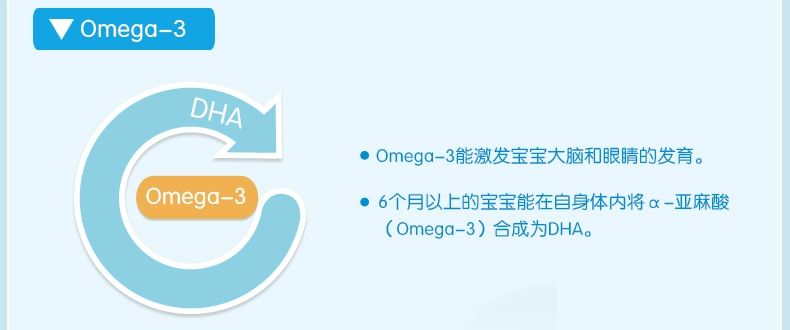 ▼ Omega-3
DHA
Omega-3
● Omega-3能激发宝宝大脑和眼睛的发育。
● 6个月以上的宝宝能在自身体内将α-亚麻酸
（Omega-3）合成为DHA。